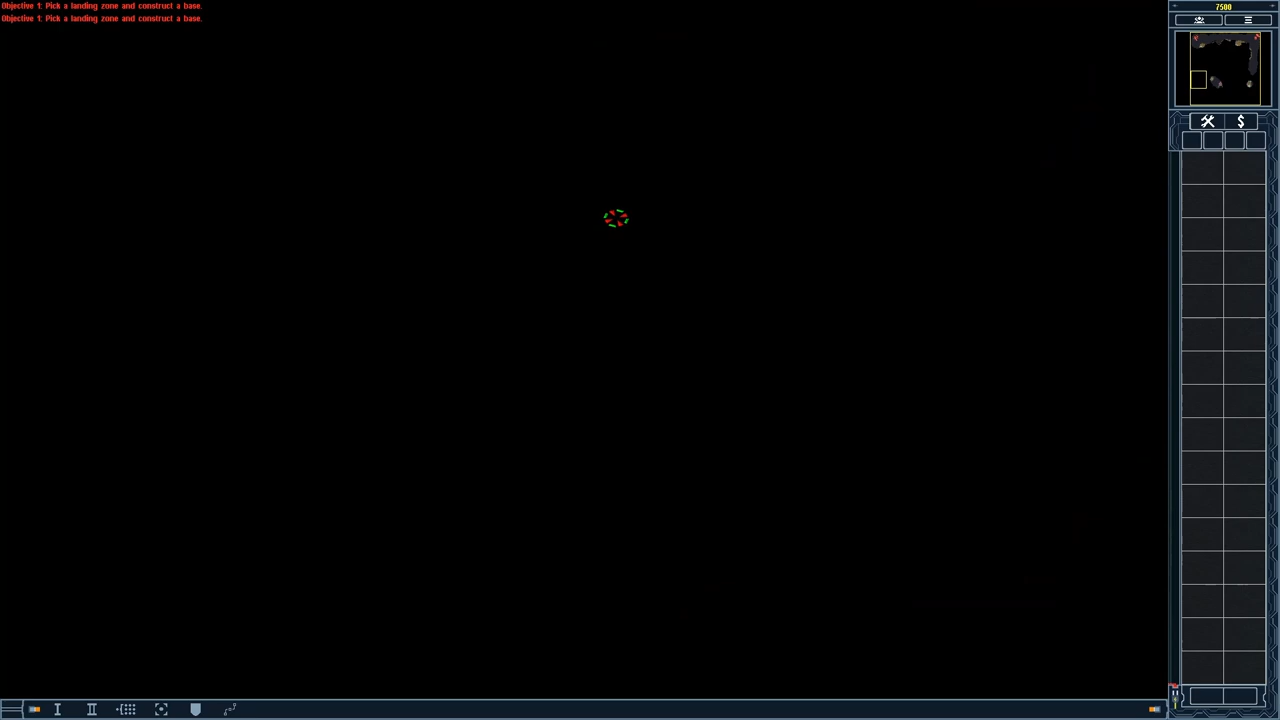 Objective 1: Pick a landing zone and construct a base.
Objective 1: Pick a landing zone and construct a base.
7500